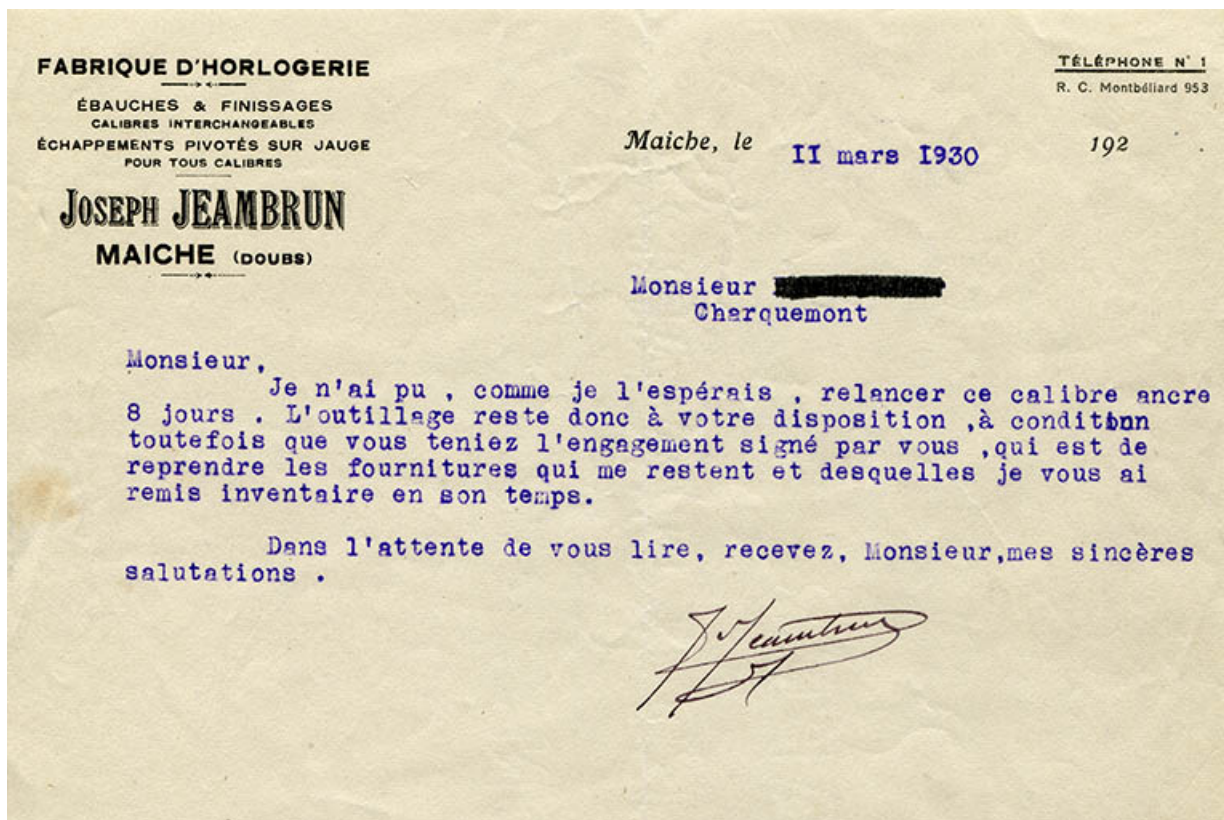 FABRIQUE D'HORLOGERIE
ÉBAUCHES & FINISSAGES
CALIBRES INTERCHANGEABLES
ÉCHAPPEMENTS PIVOTÉS SUR JAUGE
POUR TOUS CALIBRES
JOSEPH JEAMBRUN
MAICHE (DOUBS)
TÉLÉPHONE N° 1
R. C. Montbéliard 953
Maiche, le II mars I930 192 .
Monsieur
Charquemont
Monsieur,
Je n'ai pu , comme je l'espérais , relancer ce calibre ancre
8 jours . L'outillage reste donc à votre disposition ,à conditbnn
toutefois que vous teniez l'engagement signé par vous ,qui est de
reprendre les fournitures qui me restent et desquelles je vous ai
remis inventaire en son temps.
Dans l'attente de vous lire, recevez, Monsieur,mes sincères
salutations .
J. Jeambrun